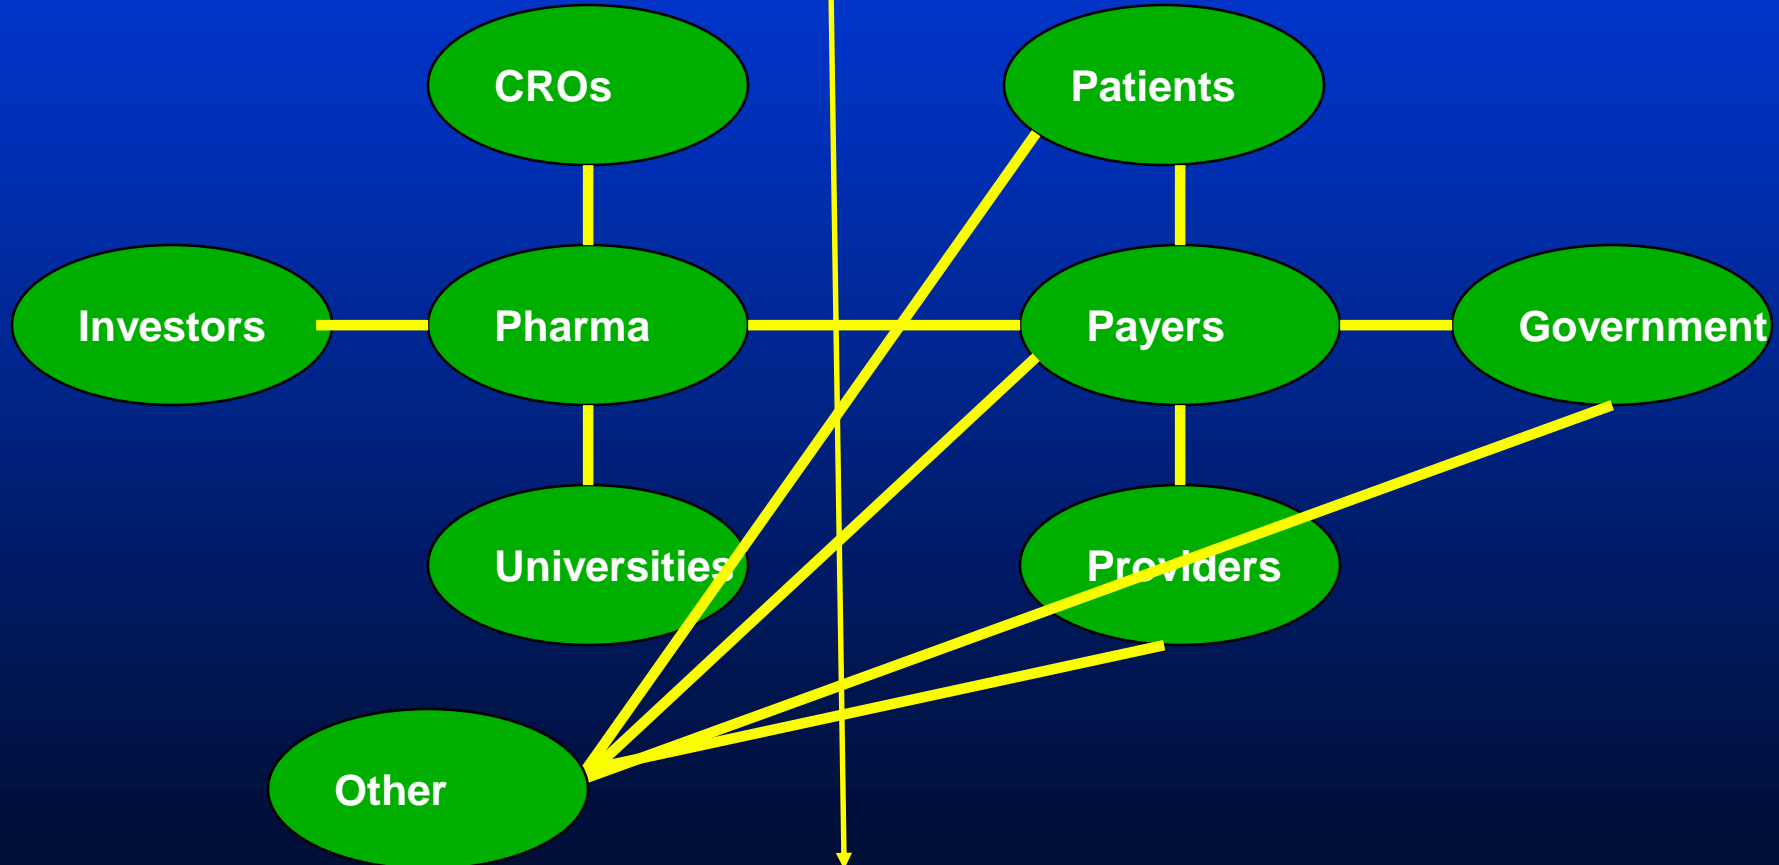 CROs
Patients
Investors
Pharma
Payers
Government
Universities
Providers
Other